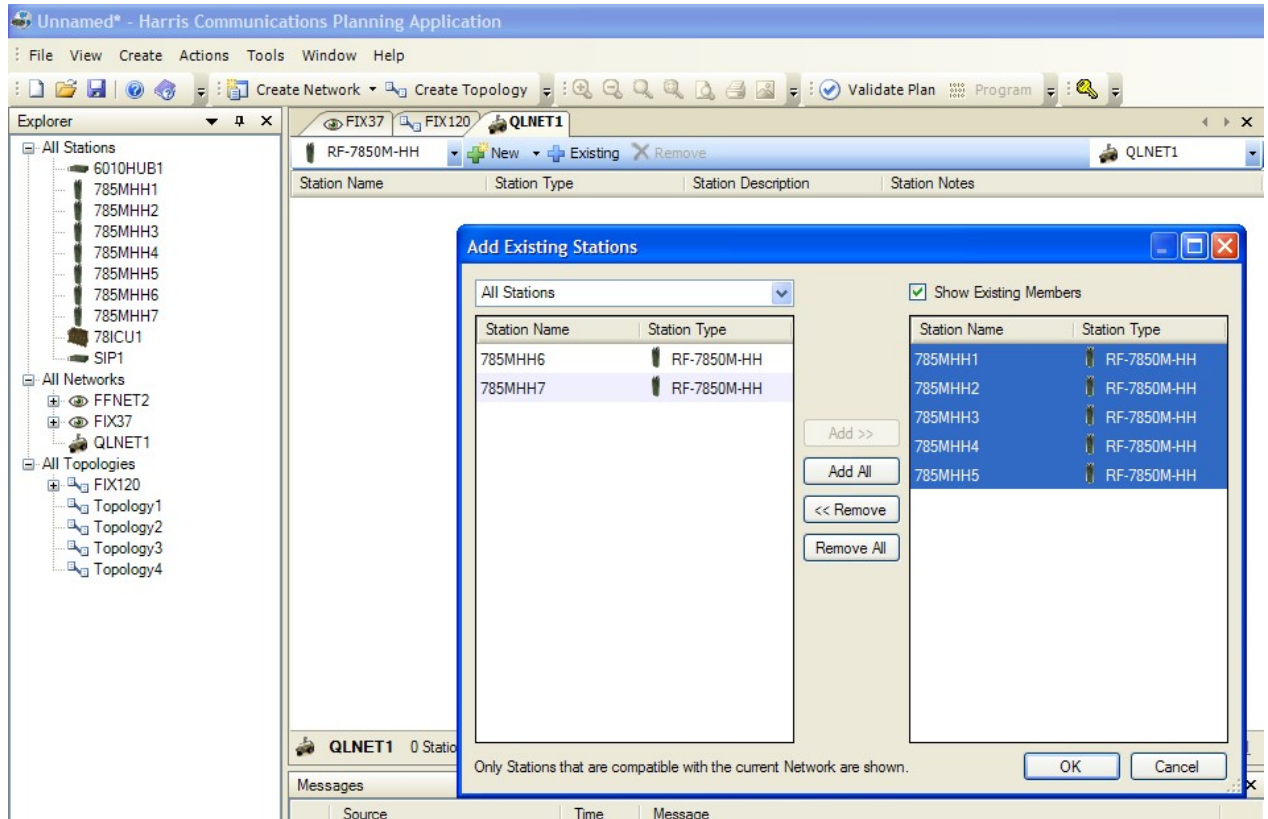 Unnamed* - Harris Communications Planning Application
File View Create Actions Tools Window Help
Create Network Create Topology Validate Plan Program
Explorer
All Stations
6010HUB1
785MHH1
785MHH2
785MHH3
785MHH4
785MHH5
785MHH6
785MHH7
78ICU1
SIP1
All Networks
FFNET2
FIX37
QLNET1
All Topologies
FIX120
Topology1
Topology2
Topology3
Topology4
FIX37 FIX120 QLNET1
RF-7850M-HH New Existing Remove QLNET1
Station Name Station Type Station Description Station Notes
Add Existing Stations
All Stations
Station Name Station Type
785MHH6 RF-7850M-HH
785MHH7 RF-7850M-HH
Add >>
Add All
<< Remove
Remove All
Show Existing Members
Station Name Station Type
785MHH1 RF-7850M-HH
785MHH2 RF-7850M-HH
785MHH3 RF-7850M-HH
785MHH4 RF-7850M-HH
785MHH5 RF-7850M-HH
Only Stations that are compatible with the current Network are shown.
OK Cancel
QLNET1 0 Statio
Messages
Source Time Message